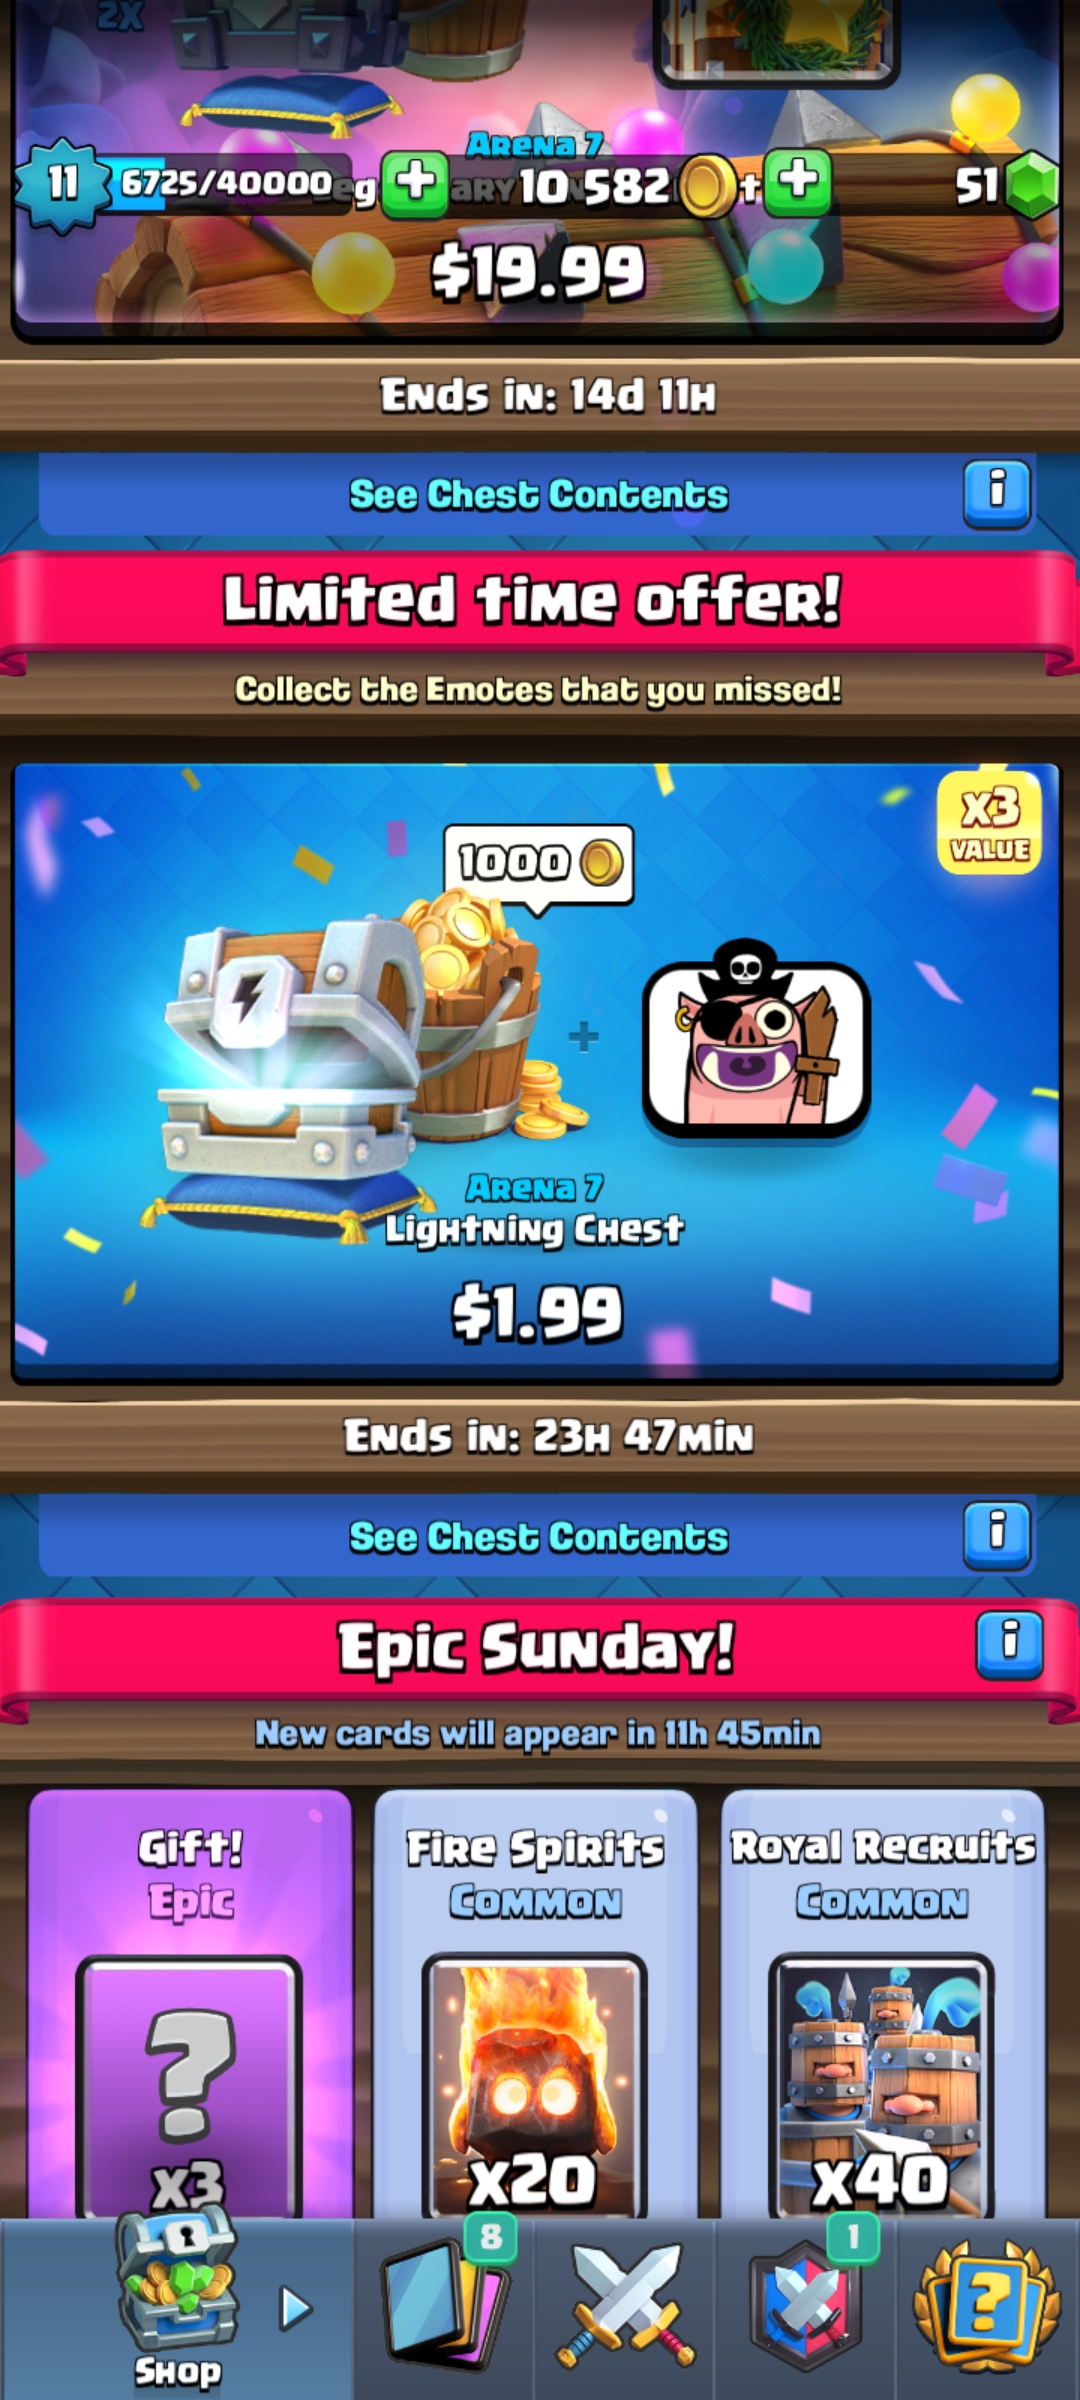 2X
Arena 7
11
6725/40000
10 582
51
$19.99
Ends in: 14d 11H
See Chest Contents
i
Limited time offer!
Collect the Emotes that you missed!
x3
VALUE
1000
+
Arena 7
Lightning Chest
$1.99
Ends in: 23H 47min
See Chest Contents
i
Epic Sunday!
i
New cards will appear in 11h 45min
Gift!
Epic
?
x3
Fire Spirits
Common
x20
Royal Recruits
Common
x40
8
1
?
Shop